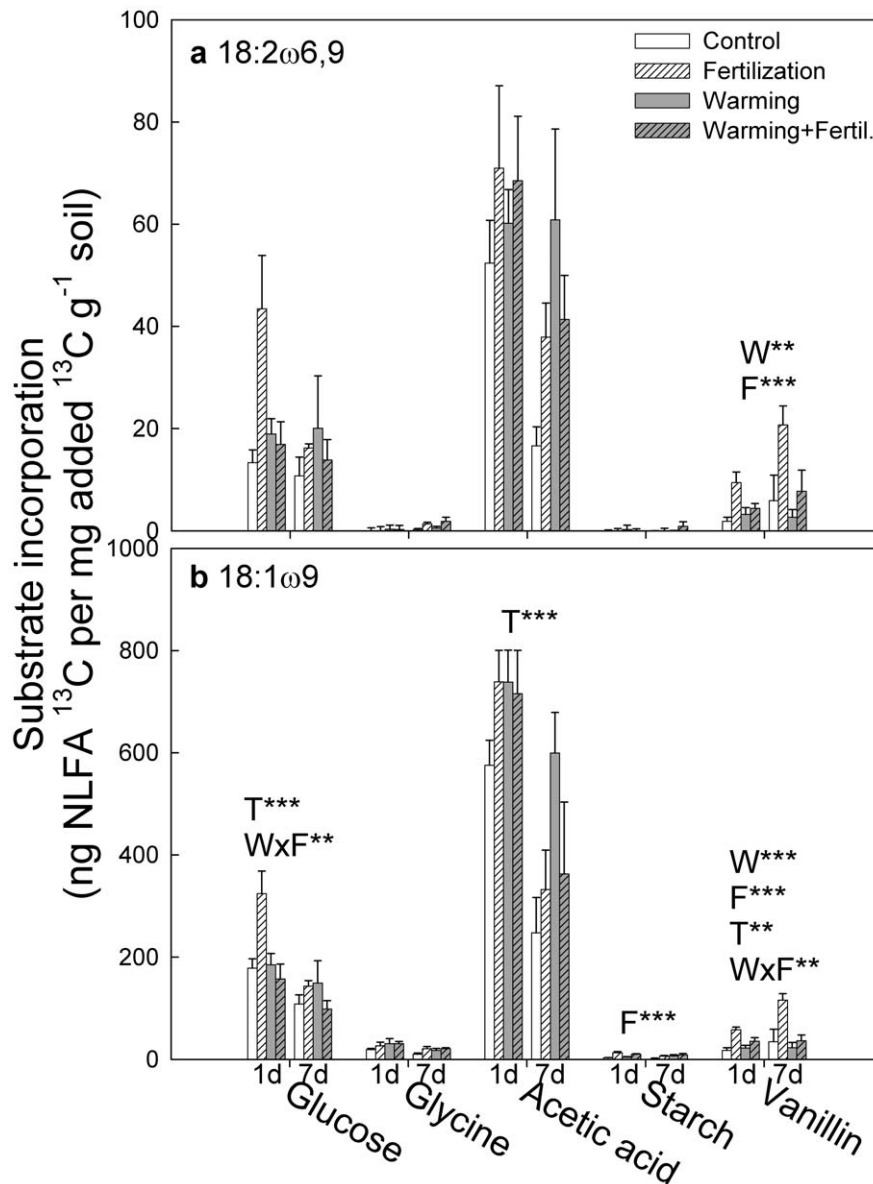 Substrate incorporation
(ng NLFA ¹³C per mg added ¹³C g⁻¹ soil)
100
80
60
40
20
0
a 18:2ω6,9
Control
Fertilization
Warming
Warming+Fertil.
W**
F***
1000
800
600
400
200
0
b 18:1ω9
T***
T***
WxF**
F***
W***
F***
T**
WxF**
1d 7d 1d 7d 1d 7d 1d 7d 1d 7d
Glucose
Glycine
Acetic acid
Starch
Vanillin